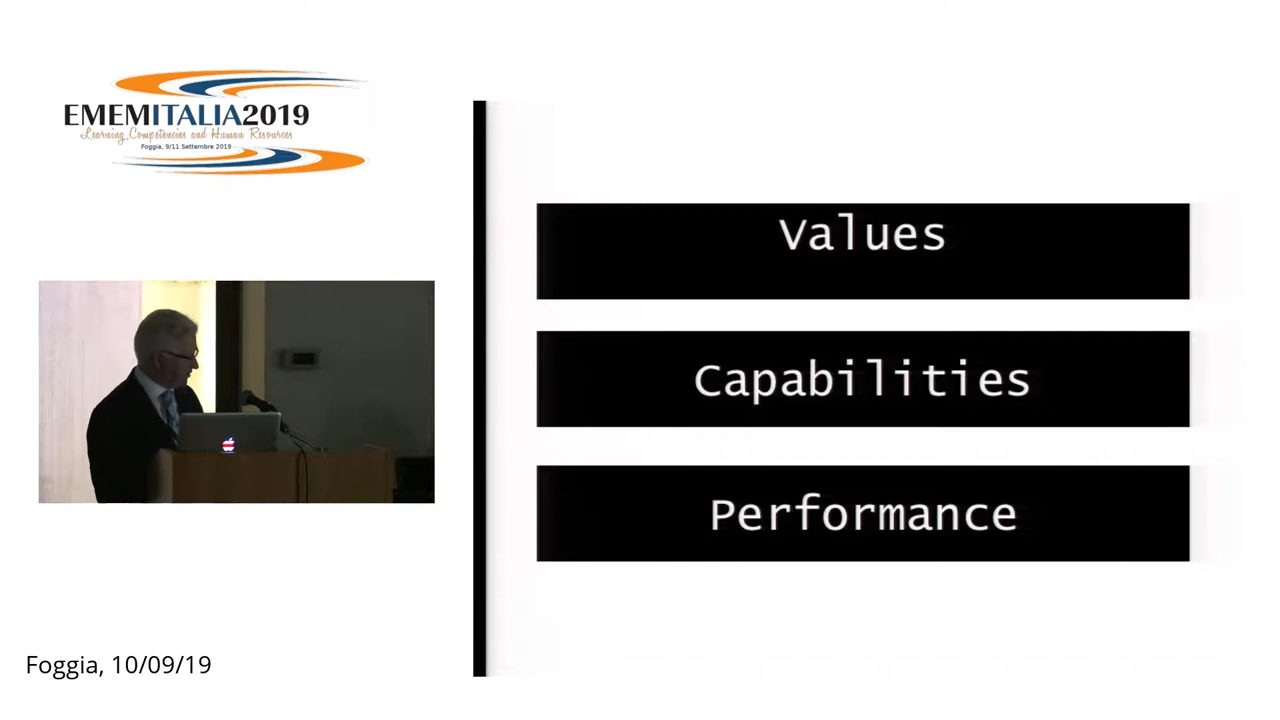 EMEMITALIA2019
Learning, Competencies and Human Resources
Foggia, 9/11 Settembre 2019
Values
Capabilities
Performance
Foggia, 10/09/19